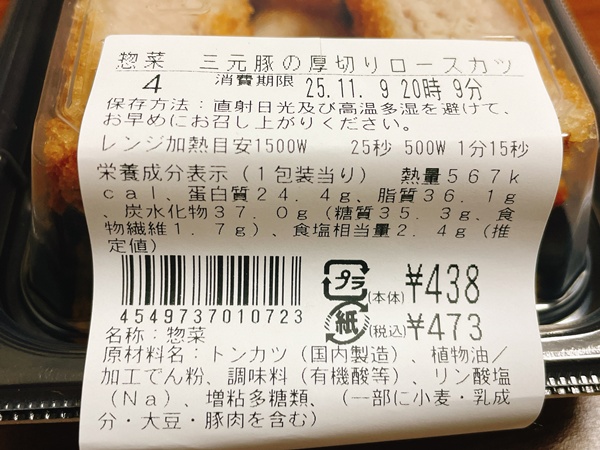 惣菜 三元豚の厚切りロースカツ
4 消費期限 25.11. 9 20時 9分
保存方法：直射日光及び高温多湿を避けて、
お早めにお召し上がりください。
レンジ加熱目安1500W 25秒 500W 1分15秒
栄養成分表示（1包装当り） 熱量567k
cal、蛋白質24.4g、脂質36.1g
、炭水化物37.0g（糖質35.3g、食
物繊維1.7g）、食塩相当量2.4g（推
定値）
4549737010723
プラ
(本体) ¥438
紙
(税込) ¥473
名称：惣菜
原材料名：トンカツ（国内製造）、植物油／
加工でん粉、調味料（有機酸等）、リン酸塩
（Na）、増粘多糖類、（一部に小麦・乳成
分・大豆・豚肉を含む）